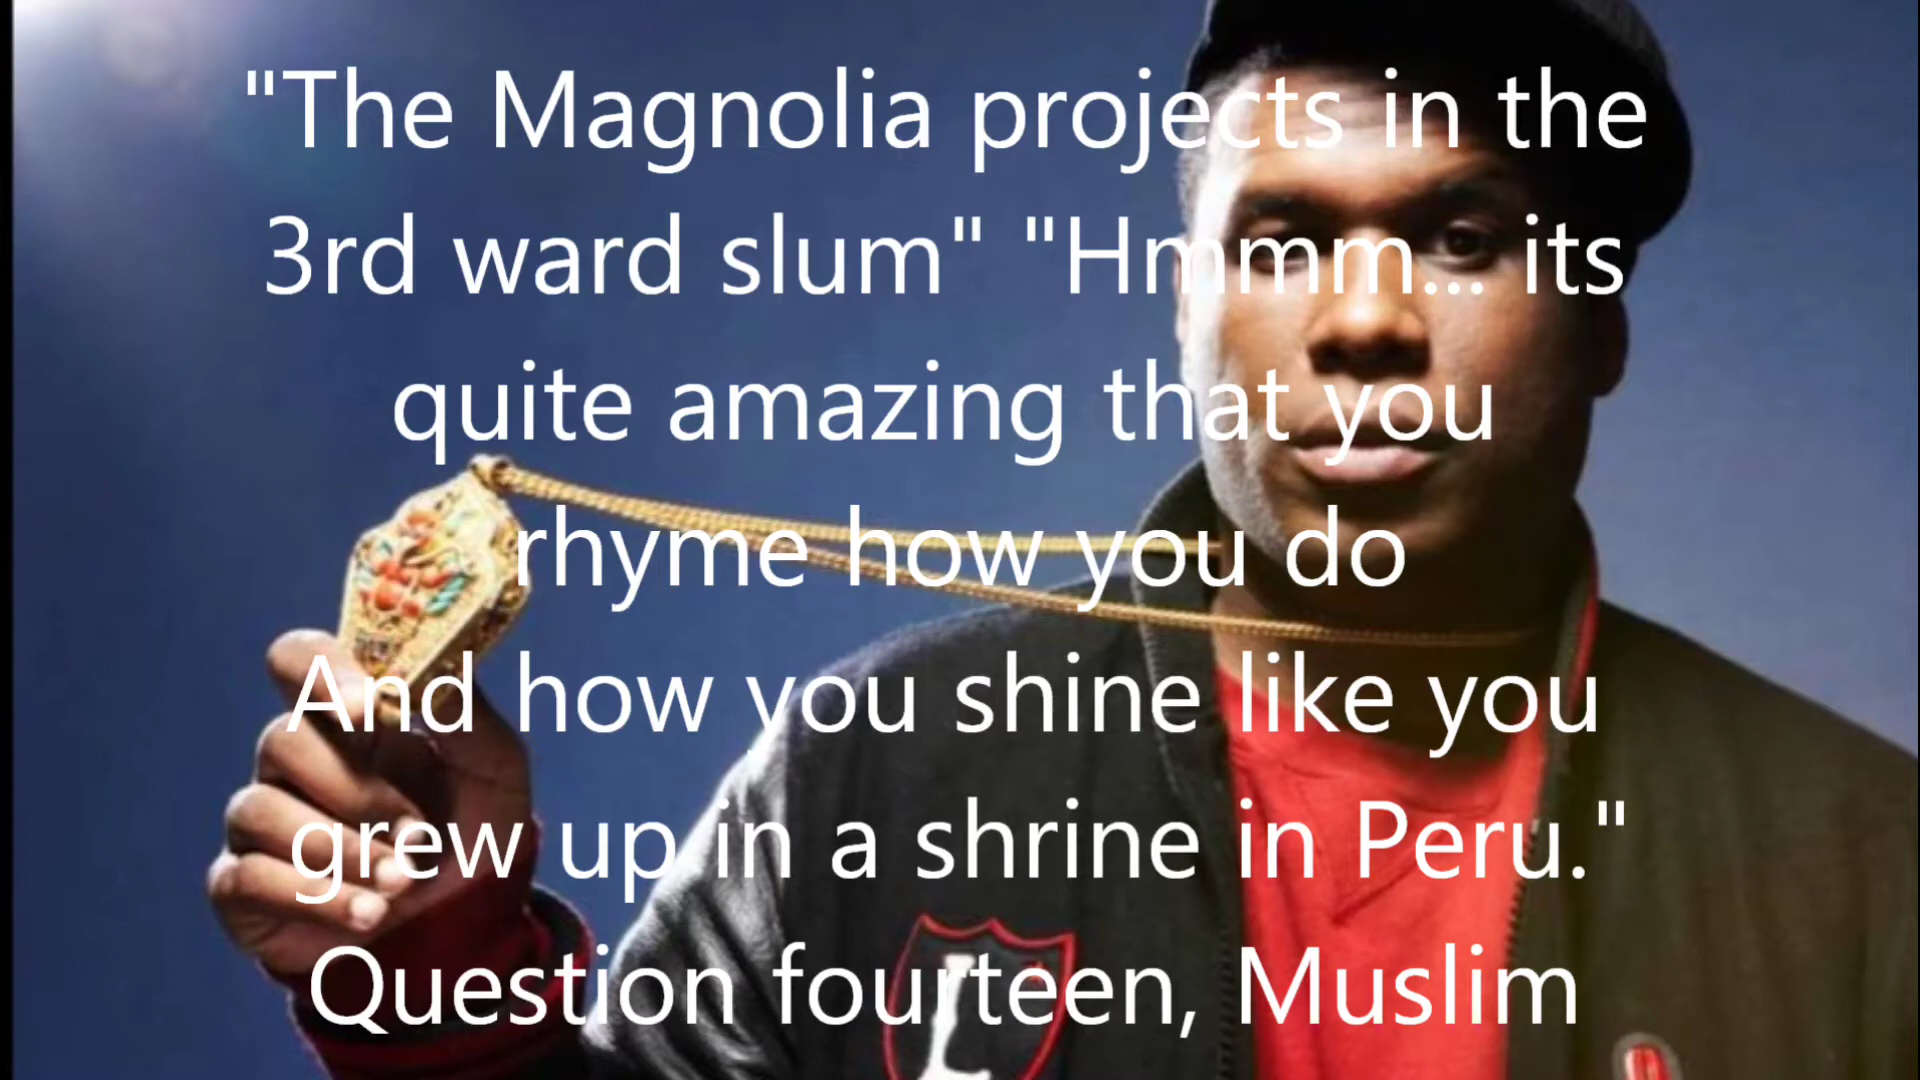 "The Magnolia projects in the
3rd ward slum" "Hmmm... its
quite amazing that you
rhyme how you do
And how you shine like you
grew up in a shrine in Peru."
Question fourteen, Muslim